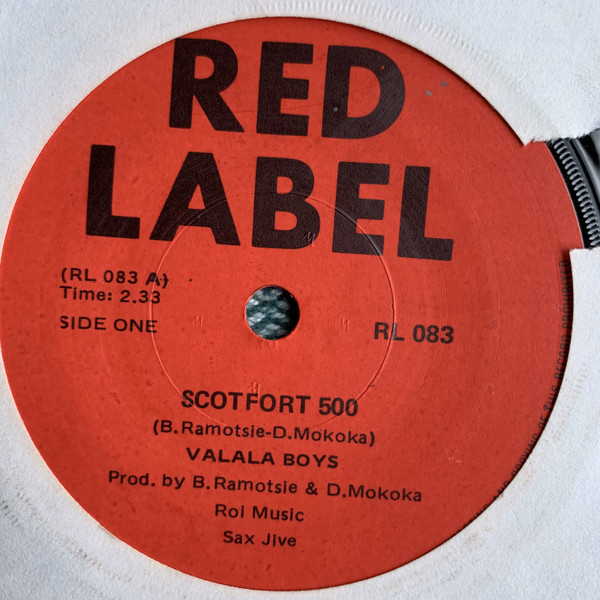 RED
LABEL
(RL 083 A)
Time: 2.33
SIDE ONE
RL 083
SCOTFORT 500
(B.Ramotsie-D.Mokoka)
VALALA BOYS
Prod. by B.Ramotsie & D.Mokoka
Roi Music
Sax Jive